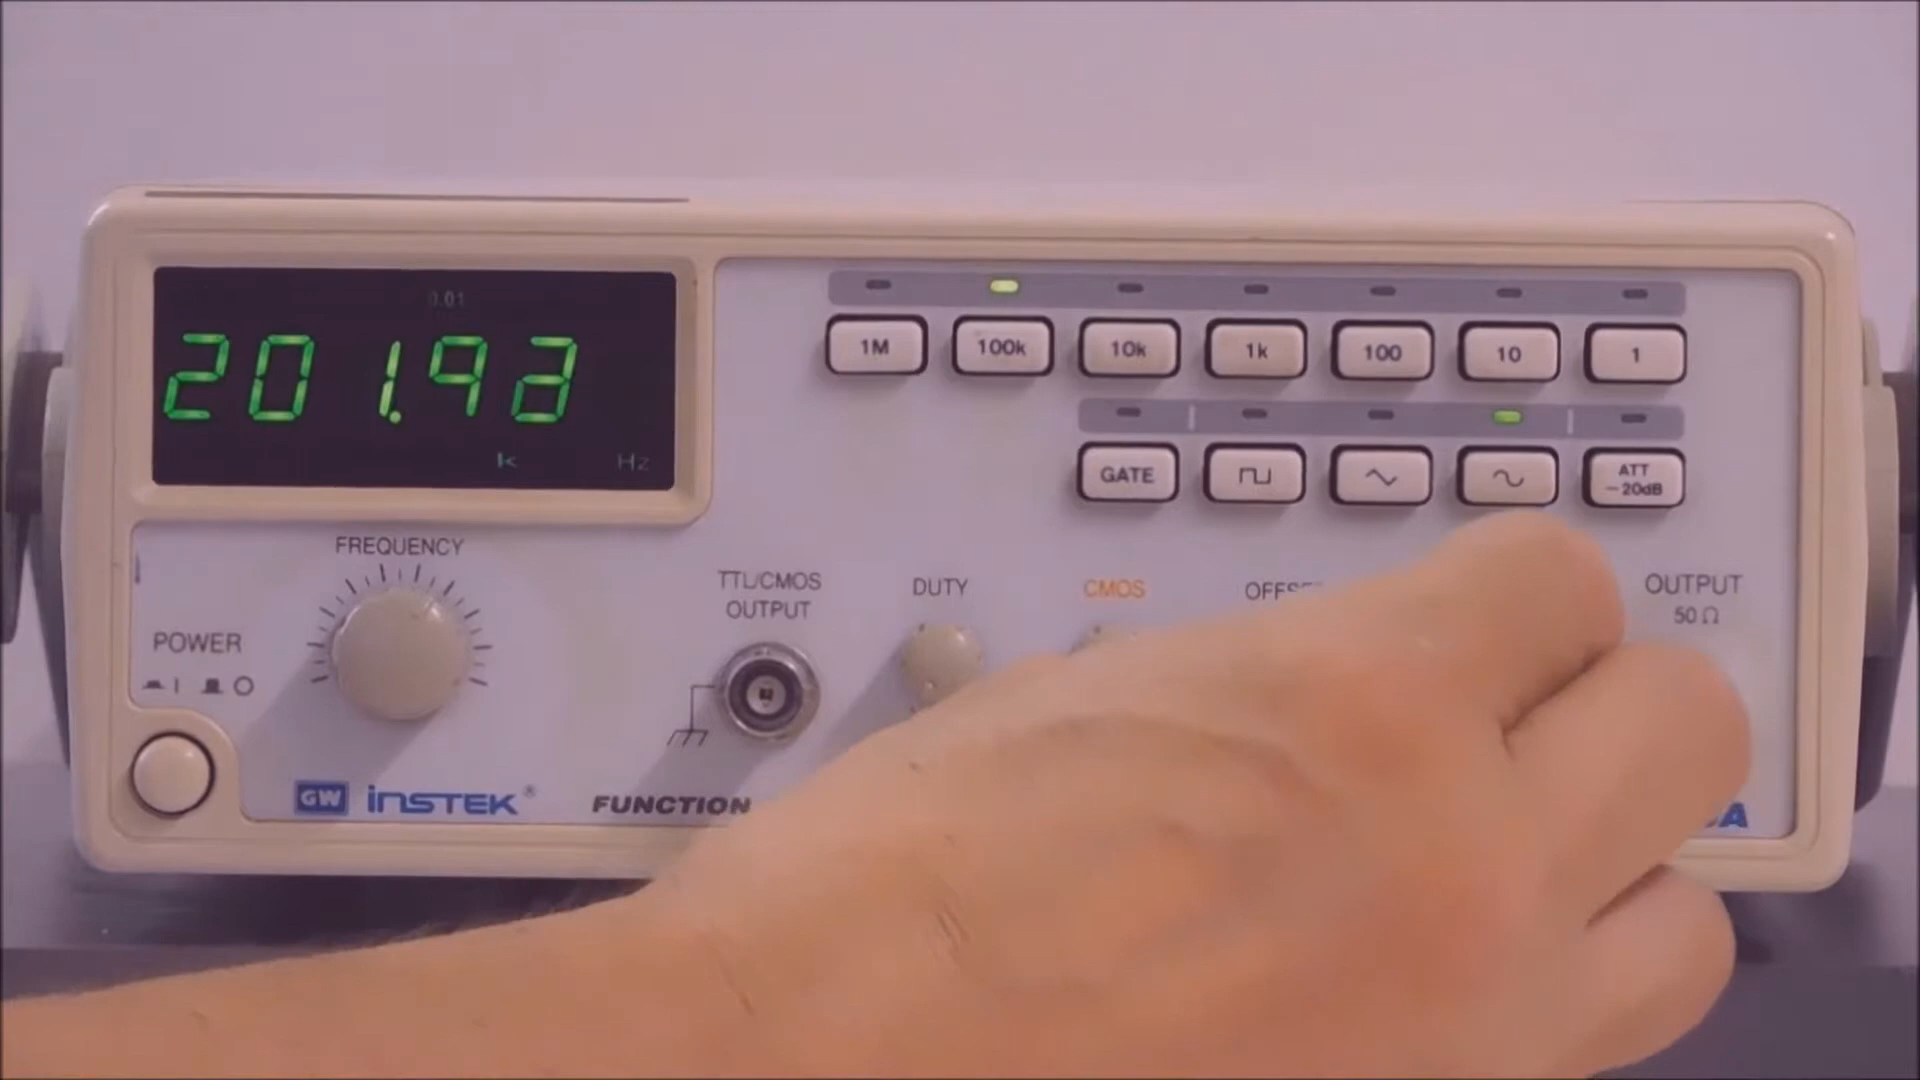 0.01
201.9
k Hz
1M 100k 10k 1k 100 10 1
GATE ATT -20dB
FREQUENCY
POWER
TTL/CMOS OUTPUT
DUTY
CMOS
OUTPUT 50 Ω
GW INSTEK ®
FUNCTION